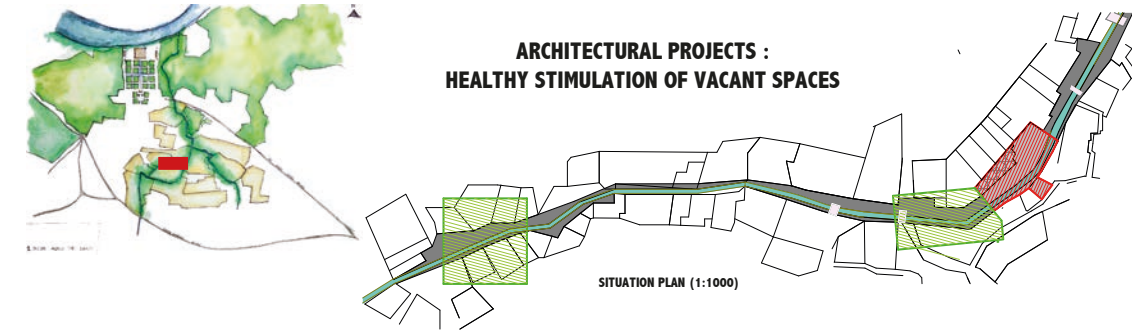 ARCHITECTURAL PROJECTS :
HEALTHY STIMULATION OF VACANT SPACES
SITUATION PLAN (1:1000)